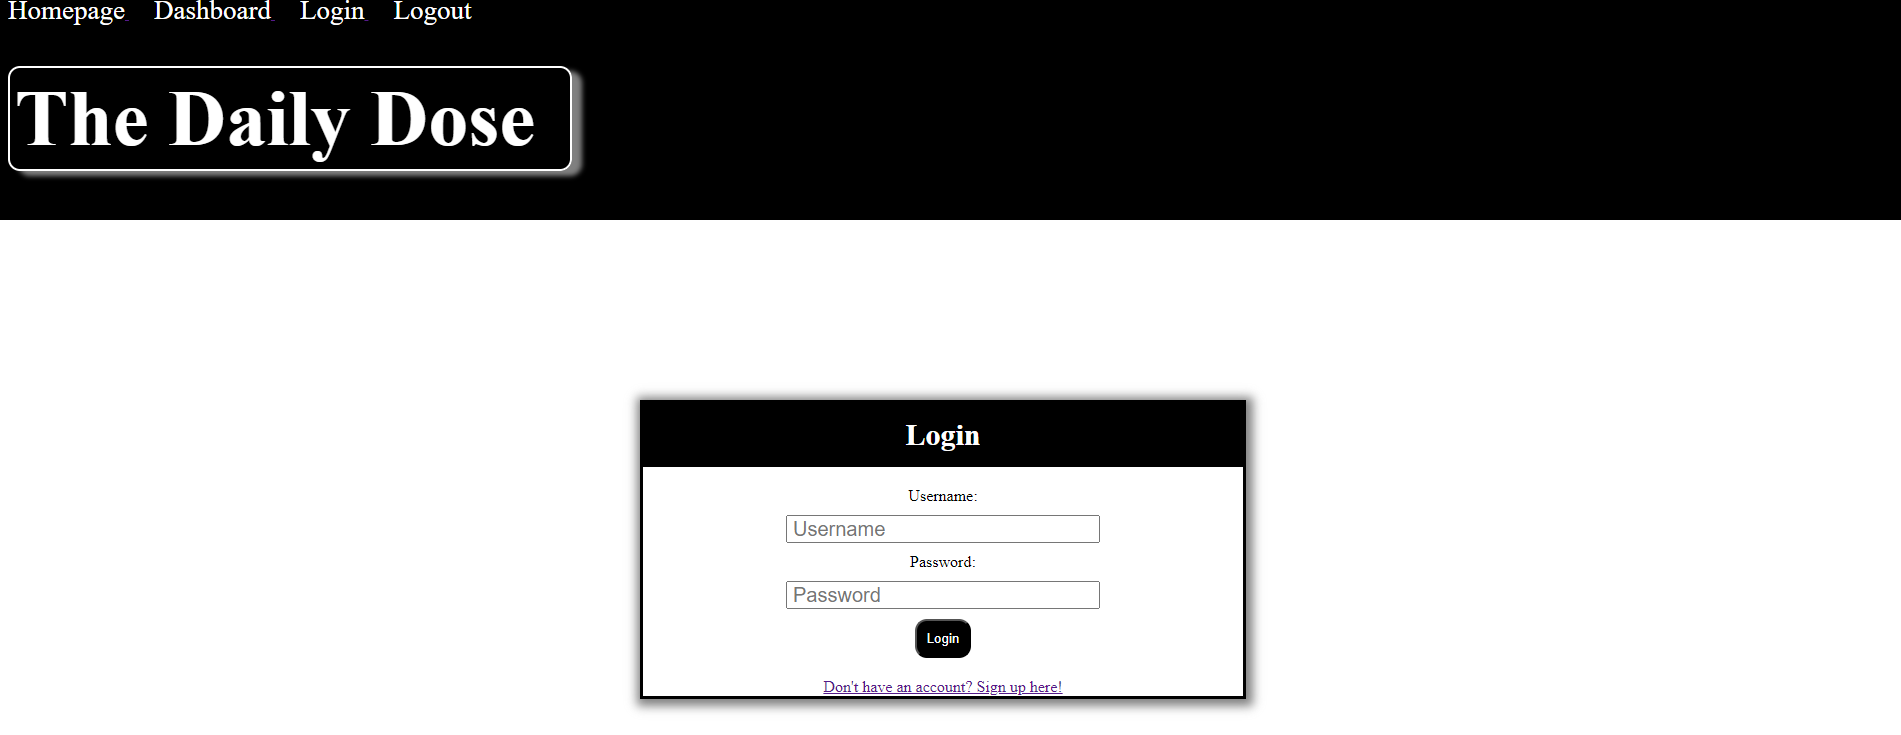 Homepage Dashboard Login Logout
The Daily Dose
Login
Username:
Username
Password:
Password
Login
Don't have an account? Sign up here!